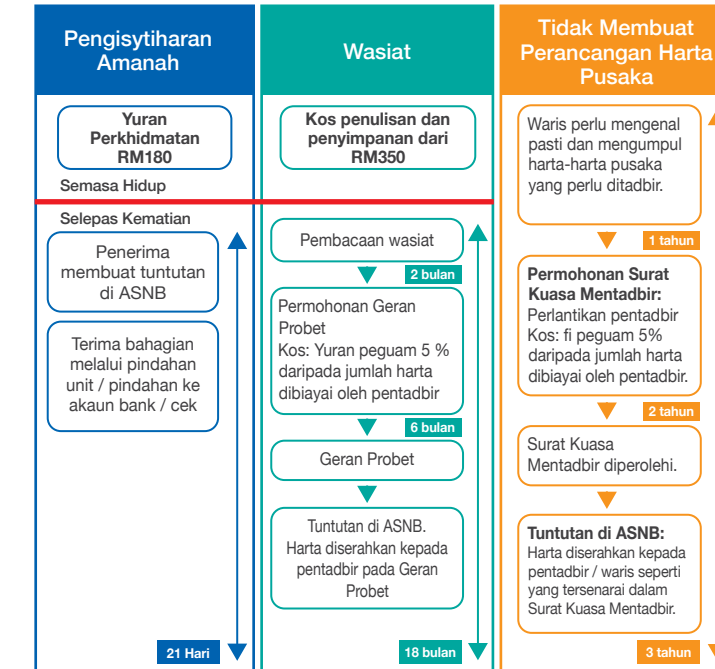 Pengisytiharan
Amanah
Yuran
Perkhidmatan
RM180
Semasa Hidup
Selepas Kematian
Penerima
membuat tuntutan
di ASNB
Terima bahagian
melalui pindahan
unit / pindahan ke
akaun bank / cek
21 Hari
Wasiat
Kos penulisan dan
penyimpanan dari
RM350
Pembacaan wasiat
2 bulan
Permohonan Geran
Probet
Kos: Yuran peguam 5 %
daripada jumlah harta
dibiayai oleh pentadbir
6 bulan
Geran Probet
Tuntutan di ASNB.
Harta diserahkan kepada
pentadbir pada Geran
Probet
18 bulan
Tidak Membuat
Perancangan Harta
Pusaka
Waris perlu mengenal
pasti dan mengumpul
harta-harta pusaka
yang perlu ditadbir.
1 tahun
Permohonan Surat
Kuasa Mentadbir:
Perlantikan pentadbir
Kos: fi peguam 5%
daripada jumlah harta
dibiayai oleh pentadbir.
2 tahun
Surat Kuasa
Mentadbir diperolehi.
Tuntutan di ASNB:
Harta diserahkan kepada
pentadbir / waris seperti
yang tersenarai dalam
Surat Kuasa Mentadbir.
3 tahun